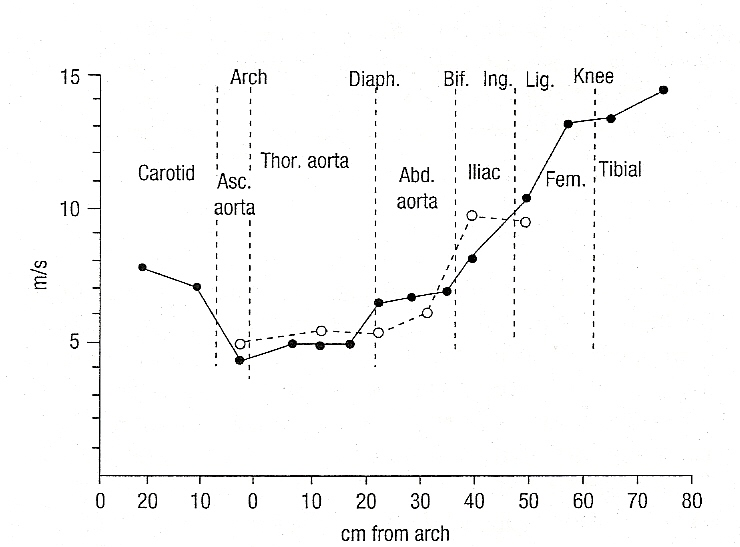 15
Arch
Diaph.
Bif.
Ing.
Lig.
Knee
Carotid
Asc.
aorta
Thor. aorta
Abd.
aorta
Iliac
Fem.
Tibial
10
m/s
5
0 20 10 0 10 20 30 40 50 60 70 80
cm from arch